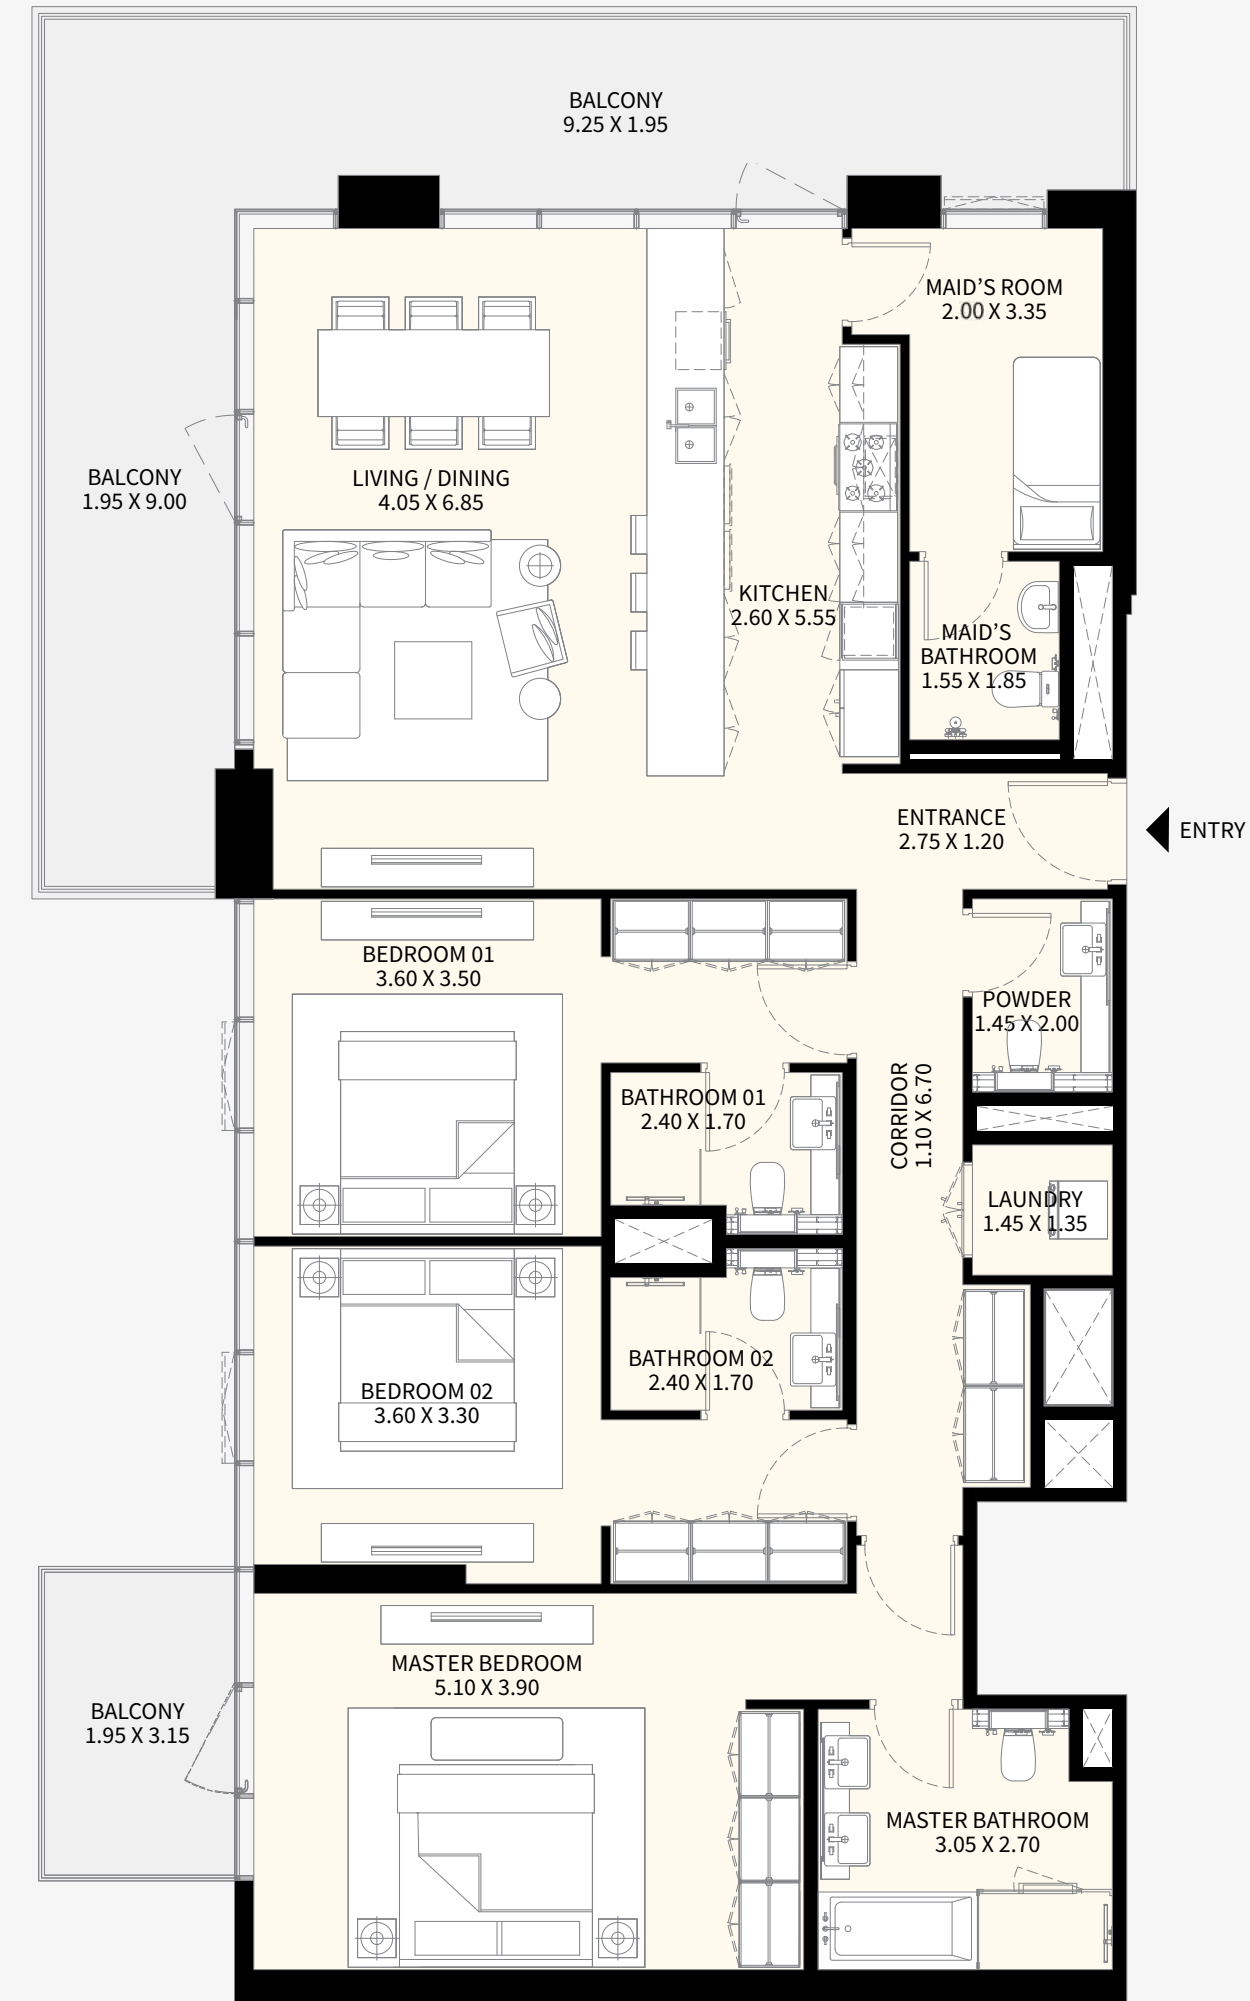 BALCONY
9.25 X 1.95
MAID'S ROOM
2.00 X 3.35
BALCONY
1.95 X 9.00
LIVING / DINING
4.05 X 6.85
KITCHEN
2.60 X 5.55
MAID'S
BATHROOM
1.55 X 1.85
ENTRANCE
2.75 X 1.20
ENTRY
BEDROOM 01
3.60 X 3.50
POWDER
1.45 X 2.00
BATHROOM 01
2.40 X 1.70
CORRIDOR
1.10 X 6.70
LAUNDRY
1.45 X 1.35
BATHROOM 02
2.40 X 1.70
BEDROOM 02
3.60 X 3.30
MASTER BEDROOM
5.10 X 3.90
BALCONY
1.95 X 3.15
MASTER BATHROOM
3.05 X 2.70